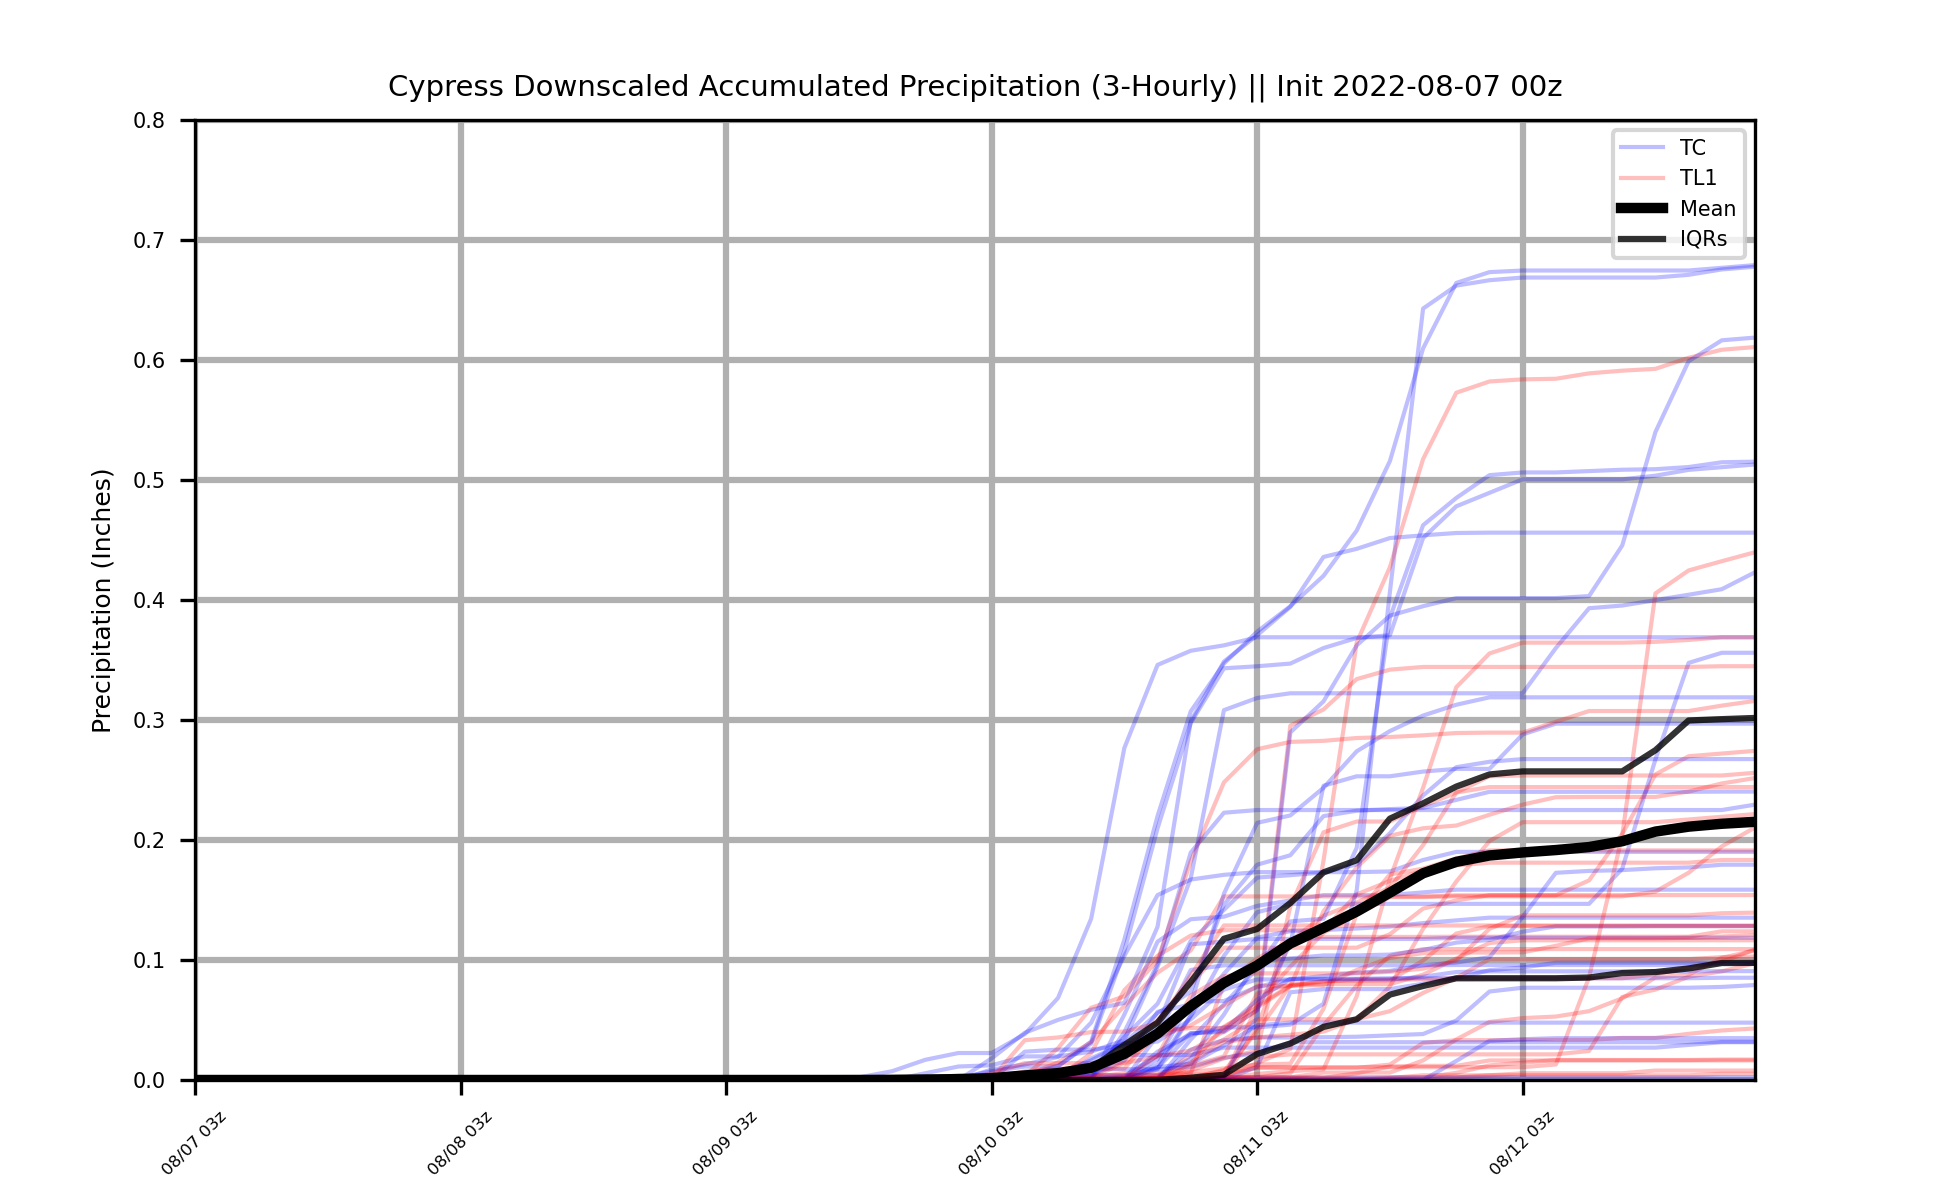 Cypress Downscaled Accumulated Precipitation (3-Hourly) || Init 2022-08-07 00z
0.8
0.7
0.6
0.5
0.4
0.3
0.2
0.1
0.0
Precipitation (Inches)
TC
TL1
Mean
IQRs
08/07 03z
08/08 03z
08/09 03z
08/10 03z
08/11 03z
08/12 03z